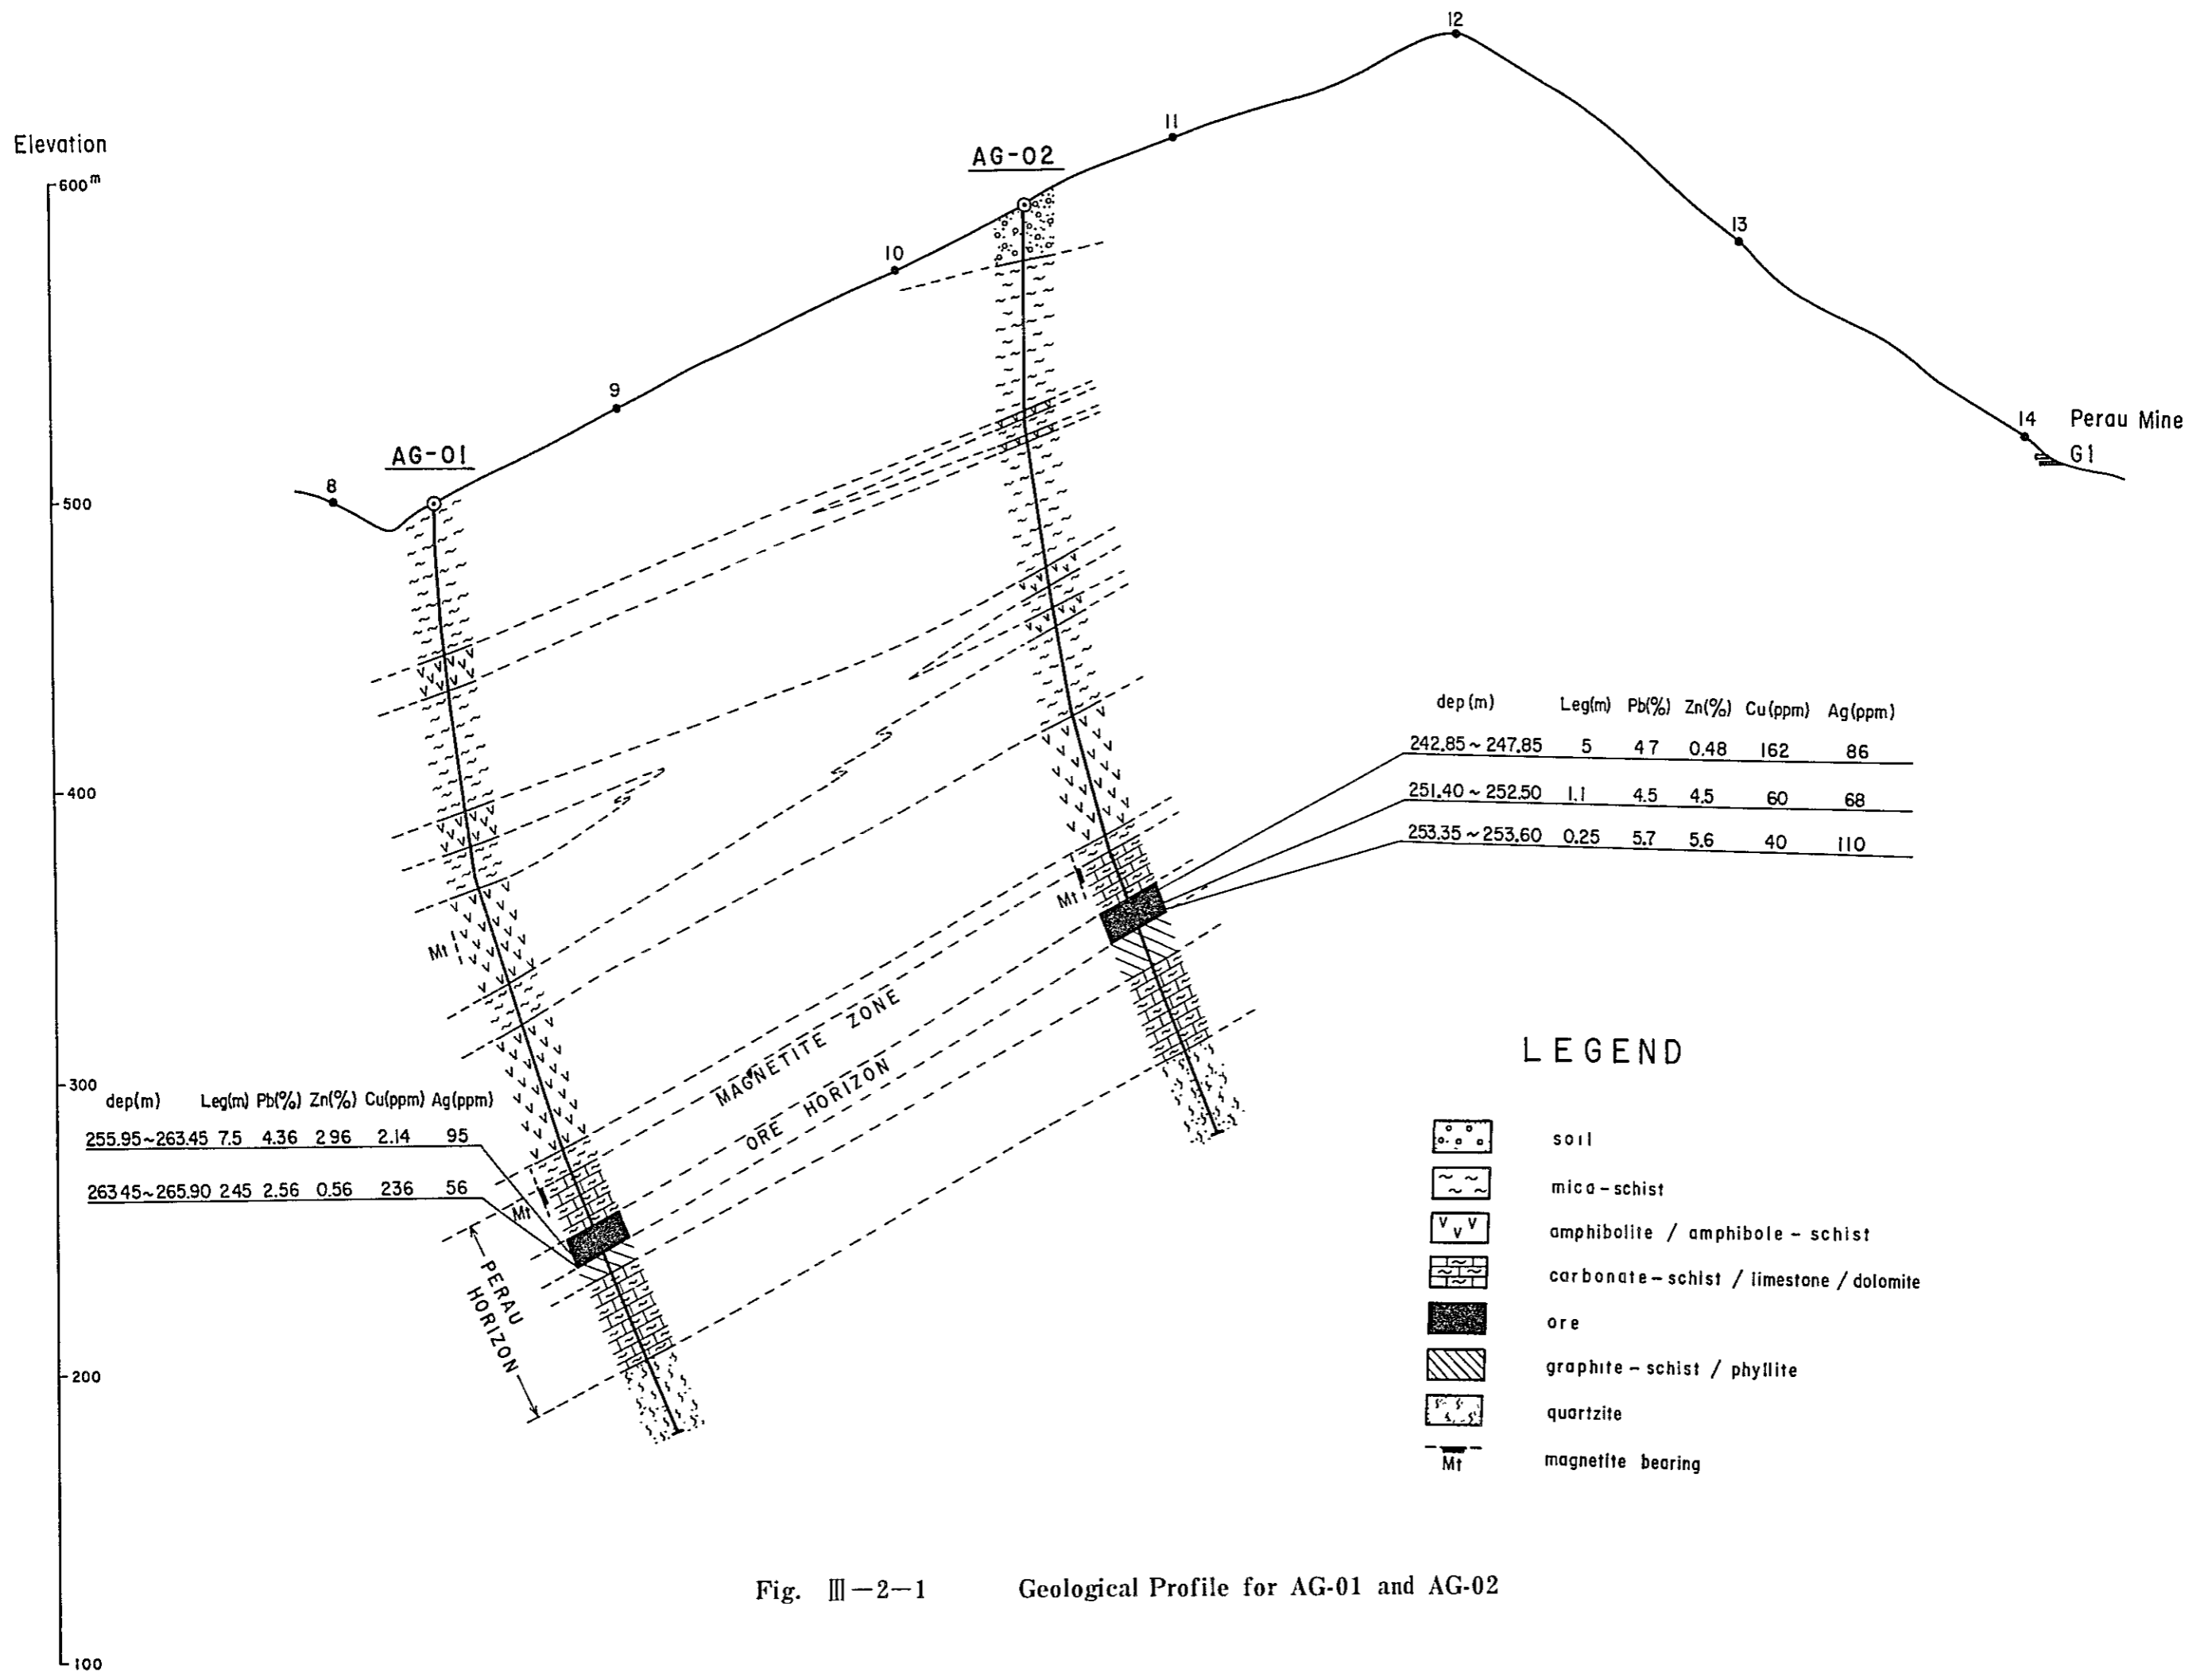 12
11
Elevation
AG-02
600m
13
10
9
14 Perau Mine
G1
AG-01
8
500
dep(m) Leg(m) Pb(%) Zn(%) Cu(ppm) Ag(ppm)
242.85~247.85 5 4.7 0.48 162 86
251.40~252.50 1.1 4.5 4.5 60 68
253.35~253.60 0.25 5.7 5.6 40 110
400
Mt
Mt
MAGNETITE ZONE
ORE HORIZON
300
dep(m) Leg(m) Pb(%) Zn(%) Cu(ppm) Ag(ppm)
255.95~263.45 7.5 4.36 2.96 2.14 95
263.45~265.90 245 2.56 0.56 236 56
Mt
PERAU
HORIZON
200
100
LEGEND
soil
mica-schist
amphibolite / amphibole-schist
carbonate-schist / limestone / dolomite
ore
graphite-schist / phyllite
quartzite
Mt magnetite bearing
Fig. Ⅲ-2-1 Geological Profile for AG-01 and AG-02